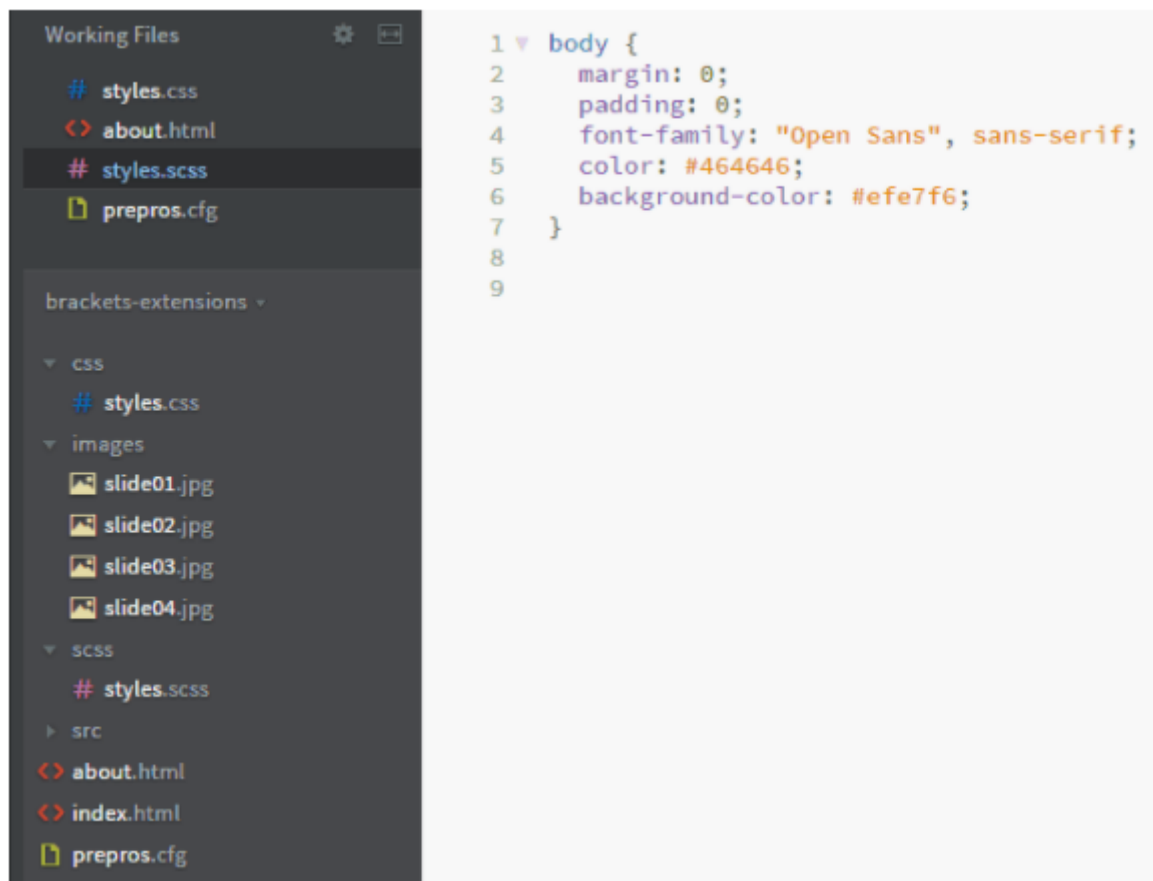 Working Files
styles.css
about.html
styles.scss
prepros.cfg
brackets-extensions
css
styles.css
images
slide01.jpg
slide02.jpg
slide03.jpg
slide04.jpg
scss
styles.scss
src
about.html
index.html
prepros.cfg
1 body {
2 margin: 0;
3 padding: 0;
4 font-family: "Open Sans", sans-serif;
5 color: #464646;
6 background-color: #efe7f6;
7 }
8
9